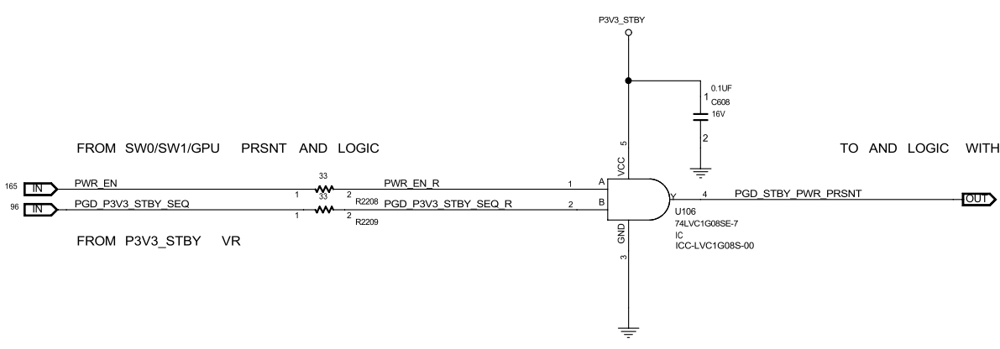 P3V3_STBY
0.1UF
1
C608
16V
2
5
VCC
FROM SW0/SW1/GPU PRSNT AND LOGIC
TO AND LOGIC WITH
165 IN PWR_EN
1 33 2 R2208
PWR_EN_R 1 A
96 IN PGD_P3V3_STBY_SEQ
1 33 2 R2209
PGD_P3V3_STBY_SEQ_R 2 B
Y 4 PGD_STBY_PWR_PRSNT OUT
U106
74LVC1G08SE-7
IC
ICC-LVC1G08S-00
GND
3
FROM P3V3_STBY VR